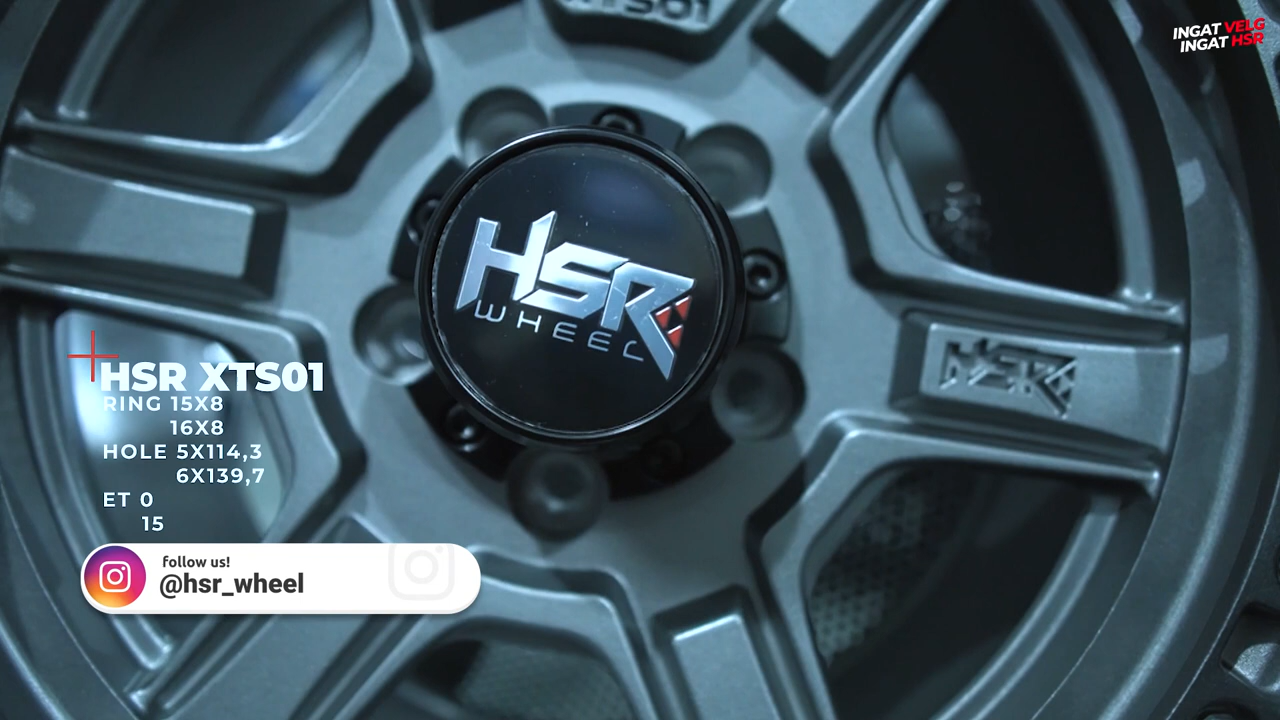 XTS01
INGAT VELG
INGAT HSR
HSR
WHEEL
HSR
HSR XTS01
RING 15X8
16X8
HOLE 5X114,3
6X139,7
ET 0
15
follow us!
@hsr_wheel